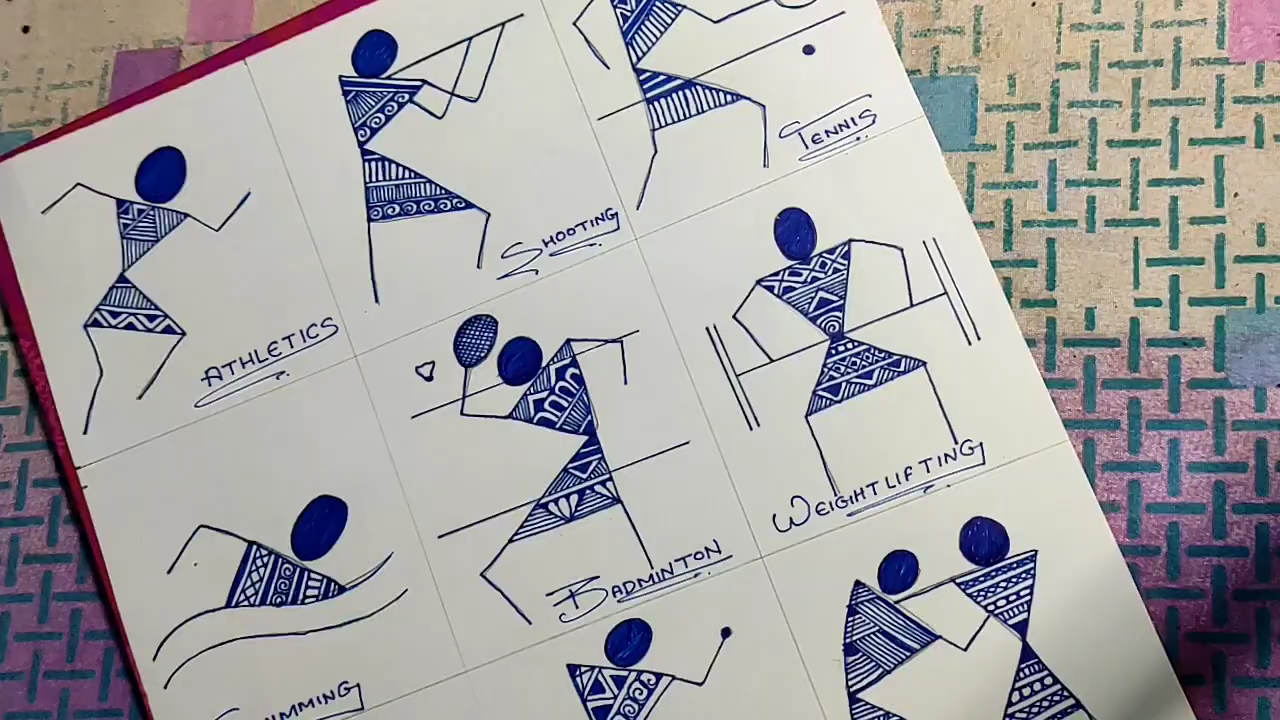 TENNIS
SHOOTING
ATHLETICS
WEIGHTLIFTING
BADMINTON